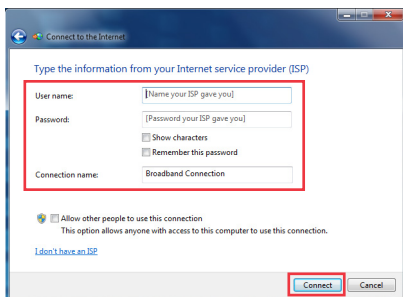 Connect to the Internet
Type the information from your Internet service provider (ISP)
User name:
[Name your ISP gave you]
Password:
[Password your ISP gave you]
Show characters
Remember this password
Connection name:
Broadband Connection
Allow other people to use this connection
This option allows anyone with access to this computer to use this connection.
I don't have an ISP
Connect
Cancel